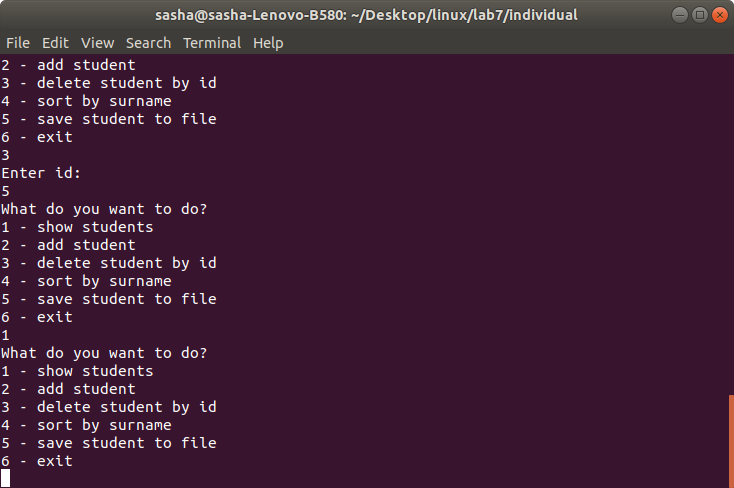 sasha@sasha-Lenovo-B580: ~/Desktop/linux/lab7/individual
File Edit View Search Terminal Help
2 - add student
3 - delete student by id
4 - sort by surname
5 - save student to file
6 - exit
3
Enter id:
5
What do you want to do?
1 - show students
2 - add student
3 - delete student by id
4 - sort by surname
5 - save student to file
6 - exit
1
What do you want to do?
1 - show students
2 - add student
3 - delete student by id
4 - sort by surname
5 - save student to file
6 - exit